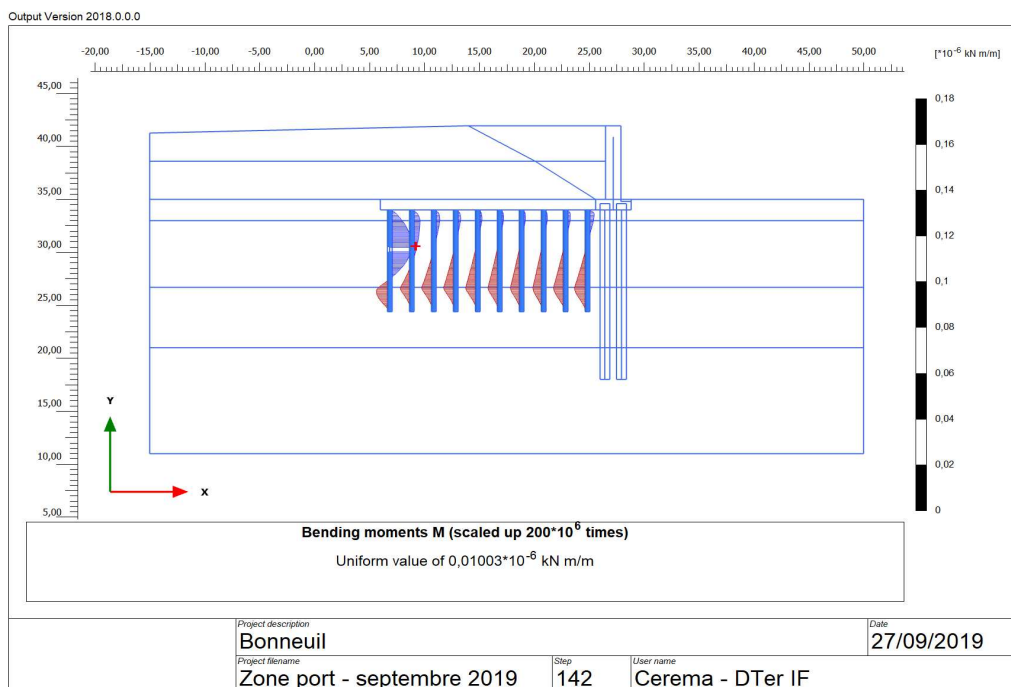 Output Version 2018.0.0.0
-20,00 -15,00 -10,00 -5,00 0,00 5,00 10,00 15,00 20,00 25,00 30,00 35,00 40,00 45,00 50,00
[*10⁻⁶ kN m/m]
45,00
40,00
35,00
30,00
25,00
20,00
15,00
10,00
5,00
0,18
0,16
0,14
0,12
0,1
0,08
0,06
0,04
0,02
0
Y
X
Bending moments M (scaled up 200*10⁶ times)
Uniform value of 0,01003*10⁻⁶ kN m/m
Project description
Bonneuil
Date
27/09/2019
Project filename
Zone port - septembre 2019
Step
142
User name
Cerema - DTer IF